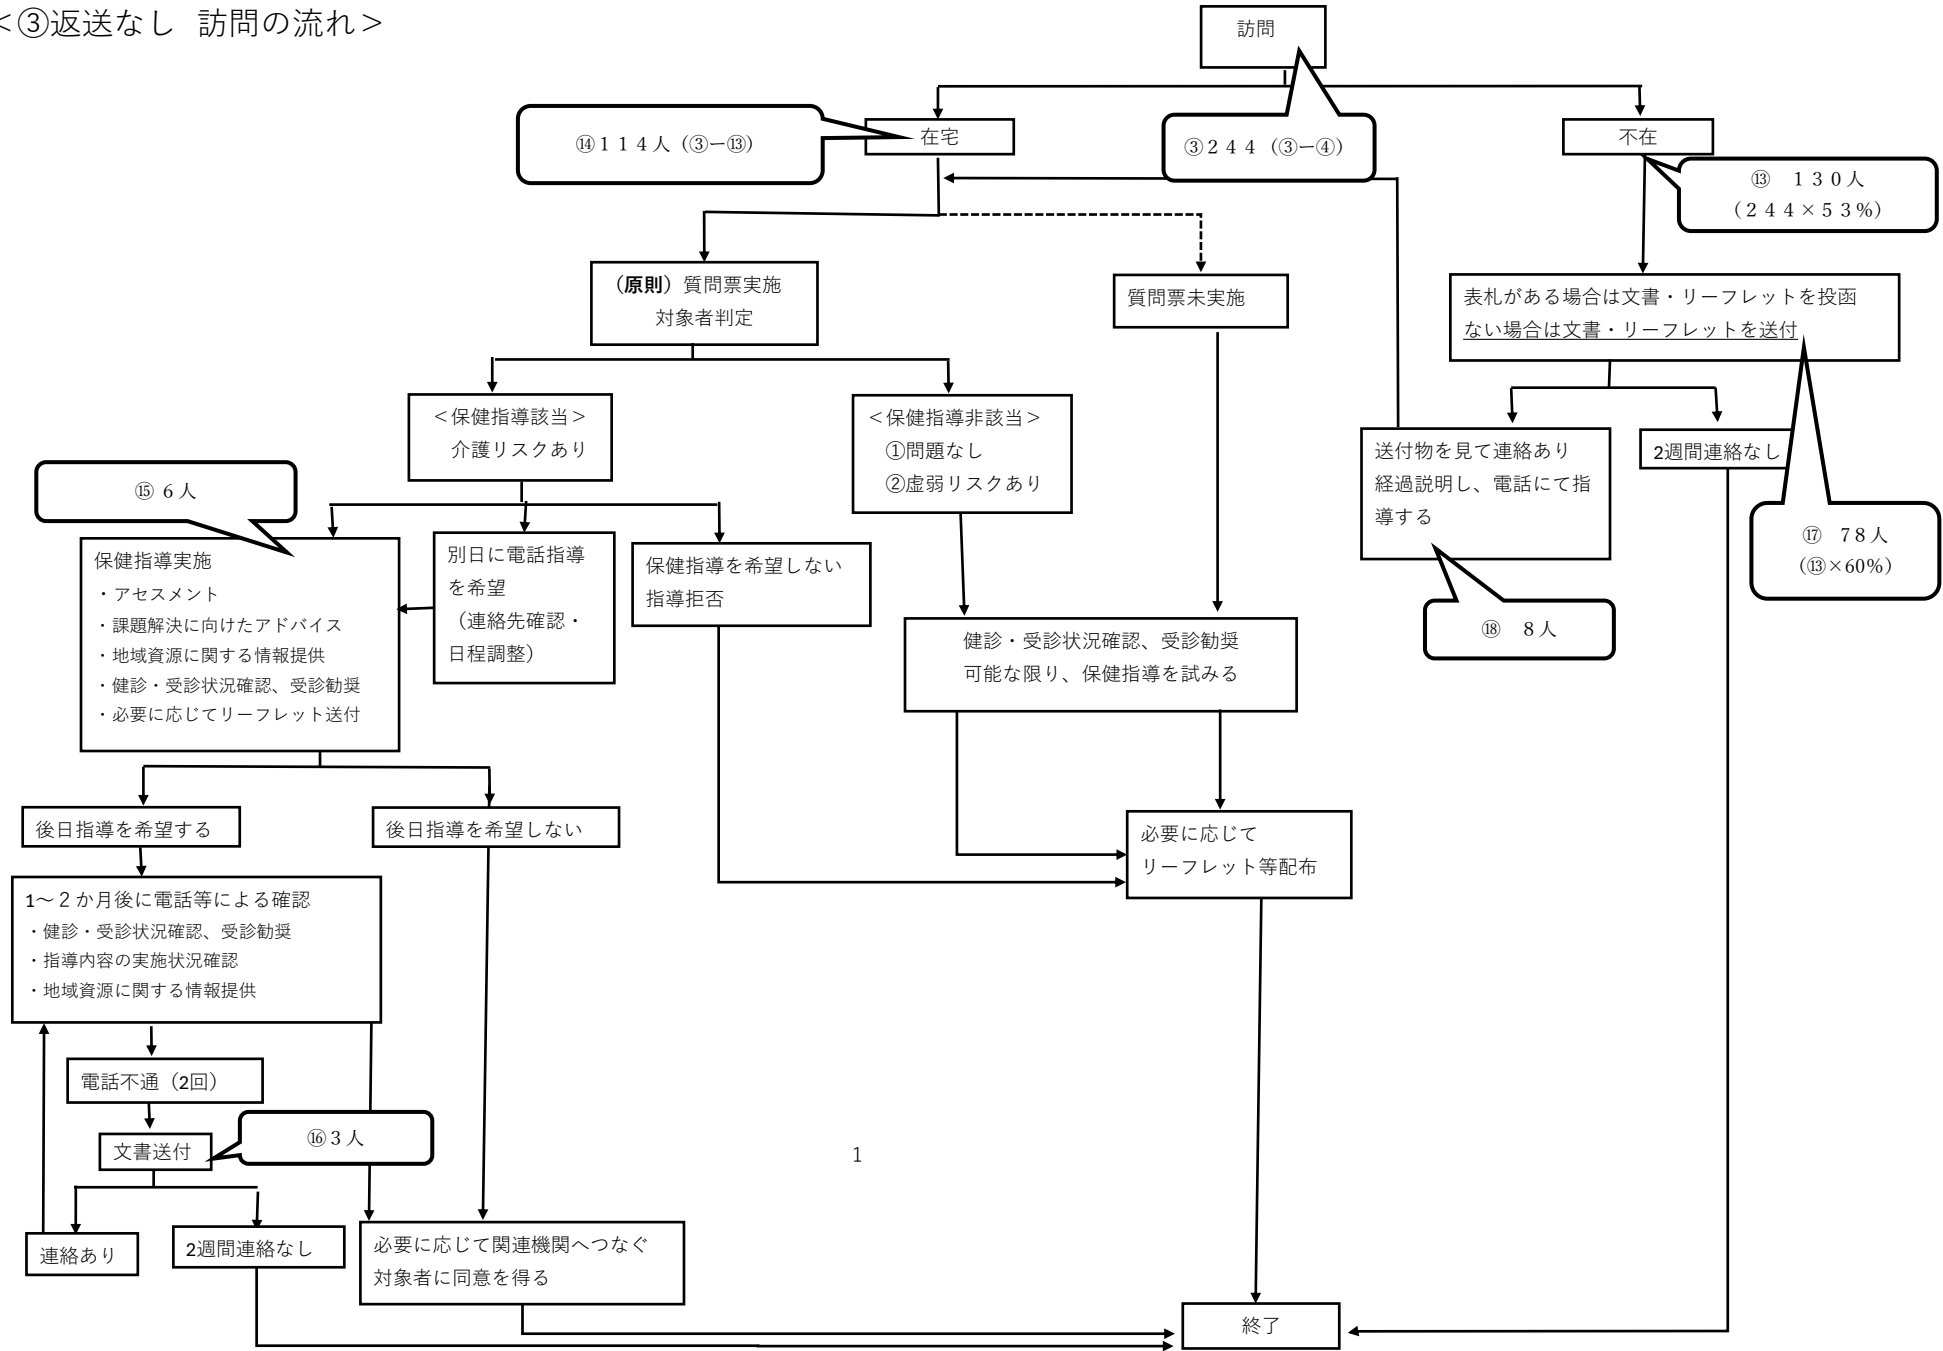 <③返送なし 訪問の流れ>
訪問
⑭１１４人（③ー⑬）
在宅
③２４４（③ー④）
不在
⑬　１３０人
（２４４×５３%）
（原則）質問票実施
対象者判定
質問票未実施
表札がある場合は文書・リーフレットを投函
ない場合は文書・リーフレットを送付
＜保健指導該当＞
介護リスクあり
＜保健指導非該当＞
①問題なし
②虚弱リスクあり
送付物を見て連絡あり
経過説明し、電話にて指
導する
2週間連絡なし
⑮６人
⑰　78人
（⑬×60%）
保健指導実施
・アセスメント
・課題解決に向けたアドバイス
・地域資源に関する情報提供
・健診・受診状況確認、受診勧奨
・必要に応じてリーフレット送付
別日に電話指導
を希望
（連絡先確認・
日程調整）
保健指導を希望しない
指導拒否
⑱　8人
健診・受診状況確認、受診勧奨
可能な限り、保健指導を試みる
後日指導を希望する
後日指導を希望しない
必要に応じて
リーフレット等配布
1～２か月後に電話等による確認
・健診・受診状況確認、受診勧奨
・指導内容の実施状況確認
・地域資源に関する情報提供
電話不通（2回）
文書送付
⑯３人
1
連絡あり
2週間連絡なし
必要に応じて関連機関へつなぐ
対象者に同意を得る
終了